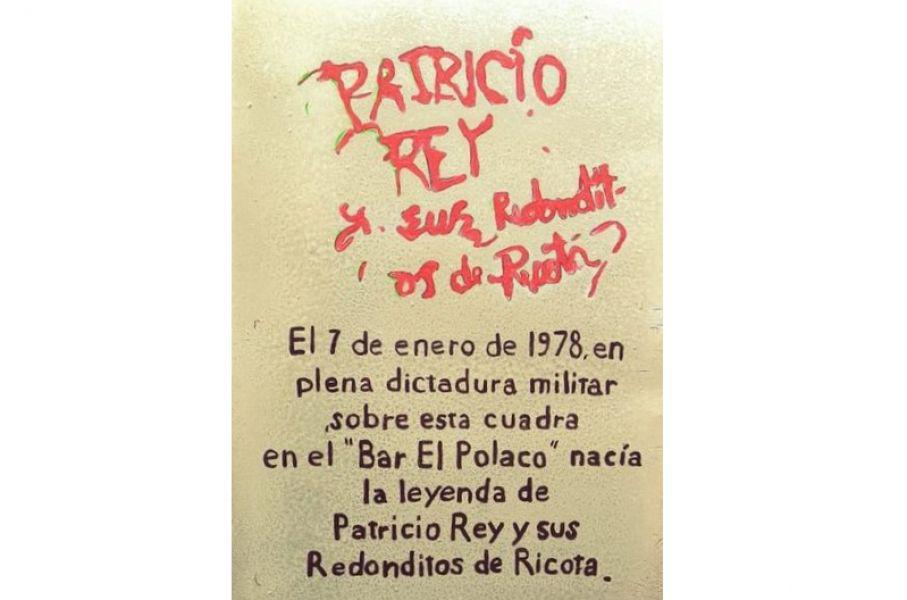 PATRICIO
REY
y sus Redondit-
os de Ricota
El 7 de enero de 1978, en
plena dictadura militar
,sobre esta cuadra
en el "Bar El Polaco" nacía
la leyenda de
Patricio Rey y sus
Redonditos de Ricota.